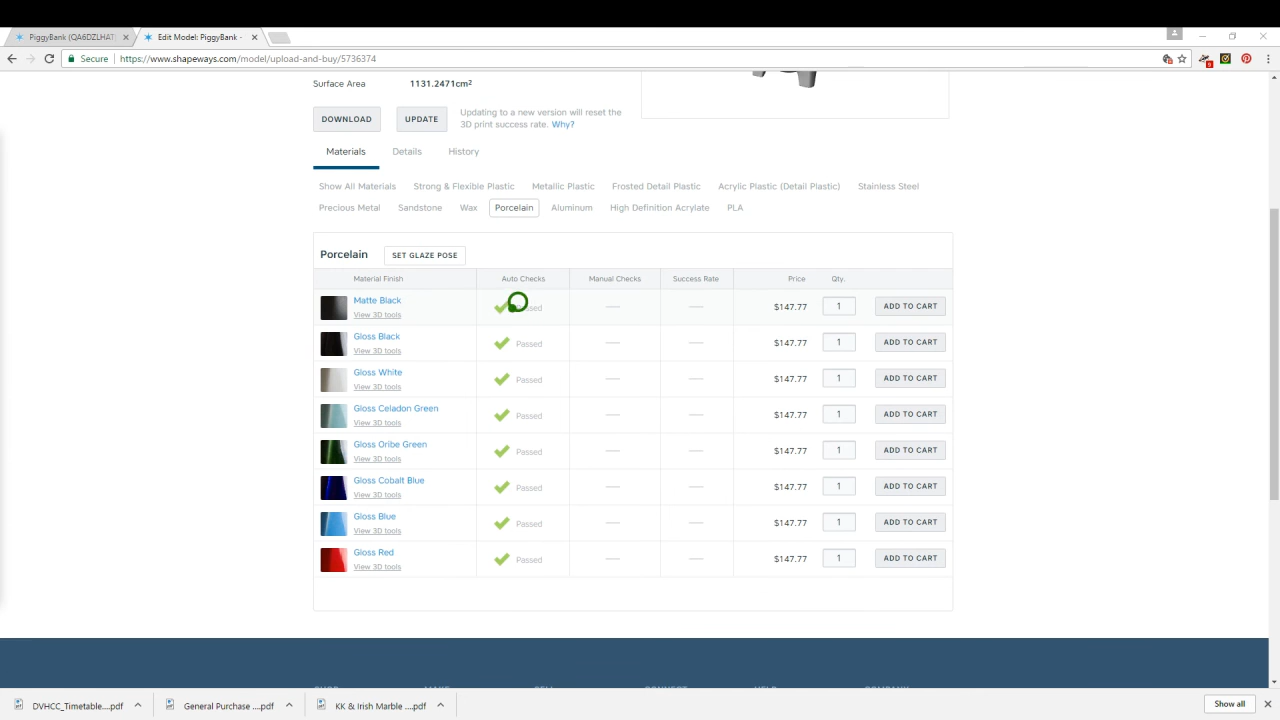 PiggyBank (QA6DZLHAT
Edit Model: PiggyBank -
Secure https://www.shapeways.com/model/upload-and-buy/5736374
9
Surface Area 1131.2471cm²
DOWNLOAD UPDATE Updating to a new version will reset the
3D print success rate. Why?
Materials Details History
Show All Materials Strong & Flexible Plastic Metallic Plastic Frosted Detail Plastic Acrylic Plastic (Detail Plastic) Stainless Steel
Precious Metal Sandstone Wax Porcelain Aluminum High Definition Acrylate PLA
Porcelain SET GLAZE POSE
Material Finish Auto Checks Manual Checks Success Rate Price Qty.
Matte Black
View 3D tools
Passed $147.77 1 ADD TO CART
Gloss Black
View 3D tools
Passed $147.77 1 ADD TO CART
Gloss White
View 3D tools
Passed $147.77 1 ADD TO CART
Gloss Celadon Green
View 3D tools
Passed $147.77 1 ADD TO CART
Gloss Oribe Green
View 3D tools
Passed $147.77 1 ADD TO CART
Gloss Cobalt Blue
View 3D tools
Passed $147.77 1 ADD TO CART
Gloss Blue
View 3D tools
Passed $147.77 1 ADD TO CART
Gloss Red
View 3D tools
Passed $147.77 1 ADD TO CART
SHOP MAKE SELL CONNECT HELP COMPANY
DVHCC_Timetable....pdf General Purchase ....pdf KK & Irish Marble ....pdf Show all